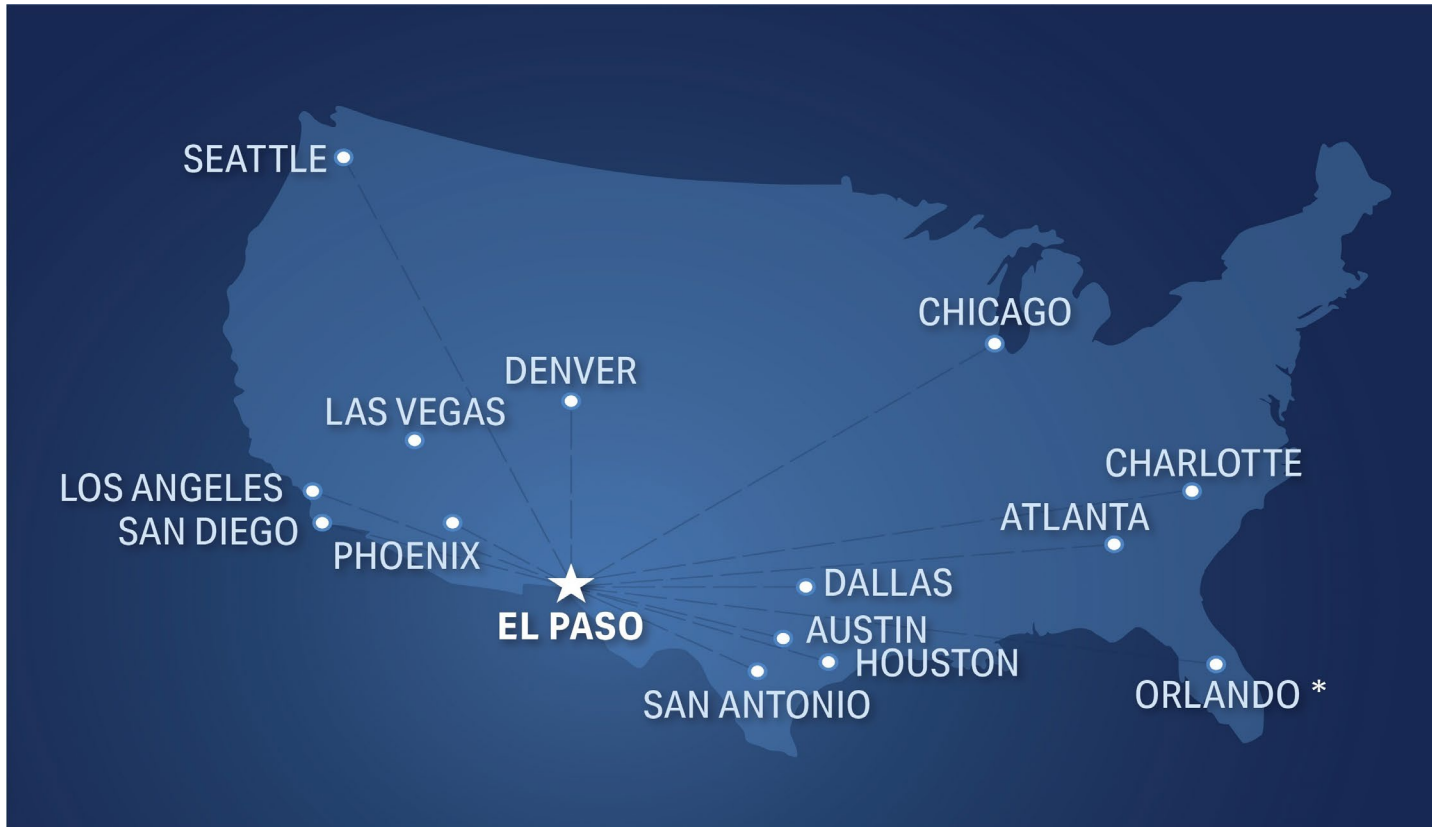 SEATTLE
CHICAGO
DENVER
LAS VEGAS
CHARLOTTE
LOS ANGELES
ATLANTA
SAN DIEGO
PHOENIX
DALLAS
EL PASO
AUSTIN
HOUSTON
ORLANDO *
SAN ANTONIO